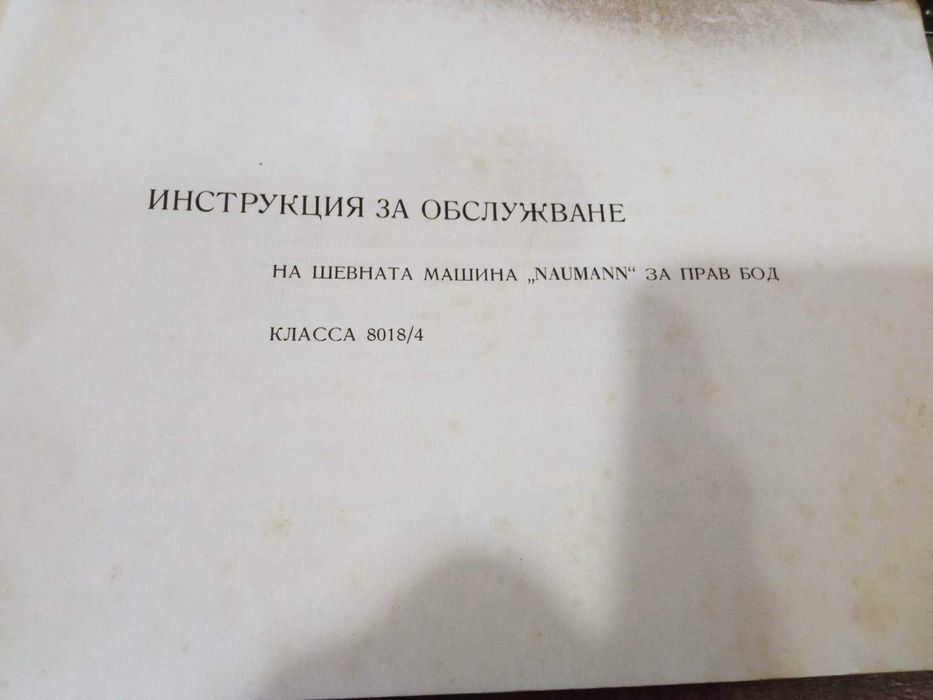 ИНСТРУКЦИЯ ЗА ОБСЛУЖВАНЕ
НА ШЕВНАТА МАШИНА „NAUMANN“ ЗА ПРАВ БОД
КЛАССА 8018/4